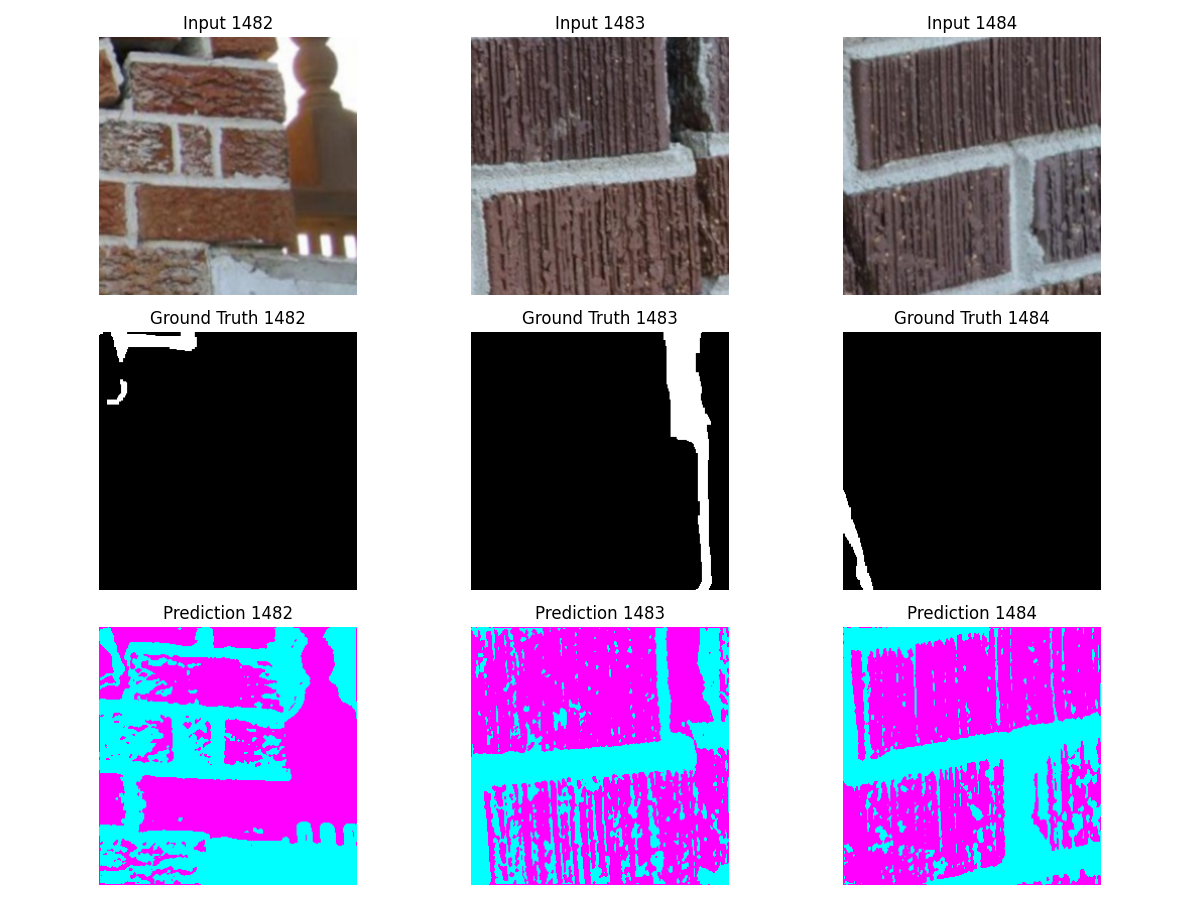 Input 1482
Input 1483
Input 1484
Ground Truth 1482
Ground Truth 1483
Ground Truth 1484
Prediction 1482
Prediction 1483
Prediction 1484